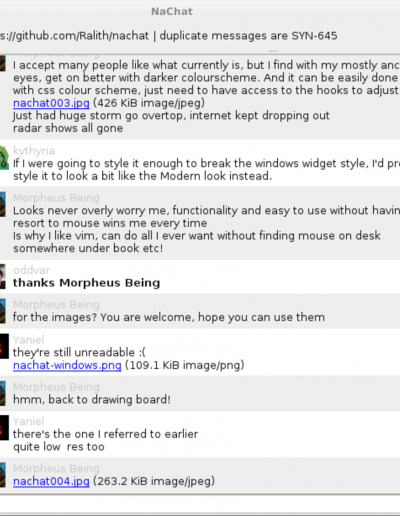 NaChat
s://github.com/Ralith/nachat | duplicate messages are SYN-645
Morpheus Being
I accept many people like what currently is, but I find with my mostly anc
eyes, get on better with darker colourscheme. And it can be easily done
with css colour scheme, just need to have access to the hooks to adjust
nachat003.jpg (426 KiB image/jpeg)
Just had huge storm go overtop, internet kept dropping out
radar shows all gone
kythyria
If I were going to style it enough to break the windows widget style, I'd pr
style it to look a bit like the Modern look instead.
Morpheus Being
Looks never overly worry me, functionality and easy to use without havin
resort to mouse wins me every time
Is why I like vim, can do all I ever want without finding mouse on desk
somewhere under book etc!
oddvar
thanks Morpheus Being
Morpheus Being
for the images? You are welcome, hope you can use them
Yaniel
they're still unreadable :(
nachat-windows.png (109.1 KiB image/png)
Morpheus Being
hmm, back to drawing board!
Yaniel
there's the one I referred to earlier
quite low res too
Morpheus Being
nachat004.jpg (263.2 KiB image/jpeg)